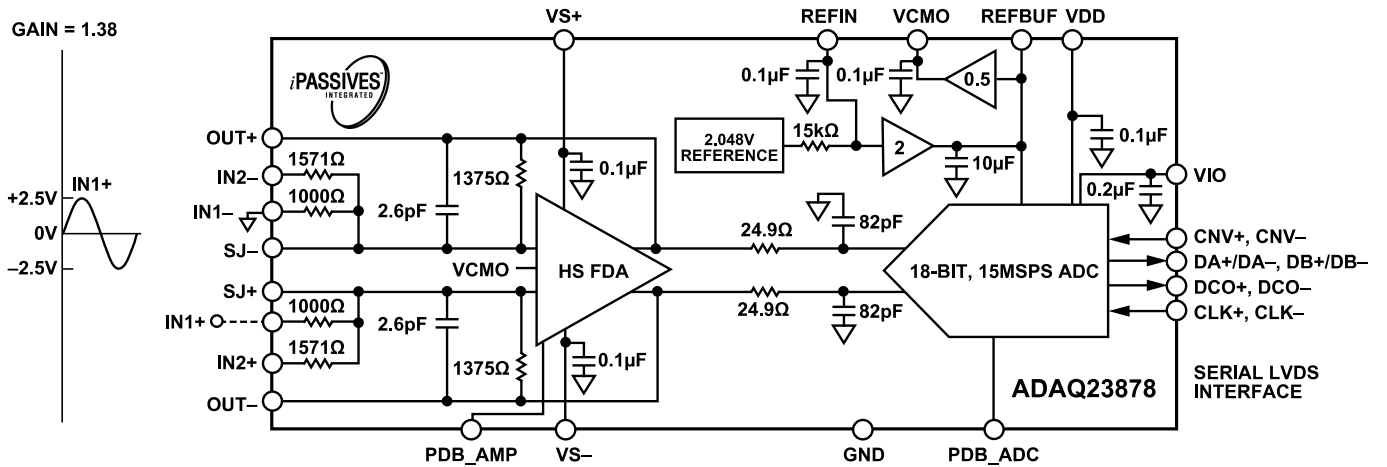 GAIN = 1.38
+2.5V
0V
–2.5V
IN1+
iPASSIVES™
INTEGRATED
VS+
REFIN
VCMO
REFBUF
VDD
OUT+
IN2–
IN1–
SJ–
SJ+
IN1+
IN2+
OUT–
1571Ω
1000Ω
1000Ω
1571Ω
2.6pF
1375Ω
2.6pF
1375Ω
0.1µF
VCMO
HS FDA
0.1µF
0.1µF
0.1µF
0.5
2.048V
REFERENCE
15kΩ
2
10µF
0.1µF
0.2µF
24.9Ω
82pF
24.9Ω
82pF
18-BIT, 15MSPS ADC
VIO
CNV+, CNV–
DA+/DA–, DB+/DB–
DCO+, DCO–
CLK+, CLK–
SERIAL LVDS
INTERFACE
ADAQ23878
PDB_AMP
VS–
GND
PDB_ADC